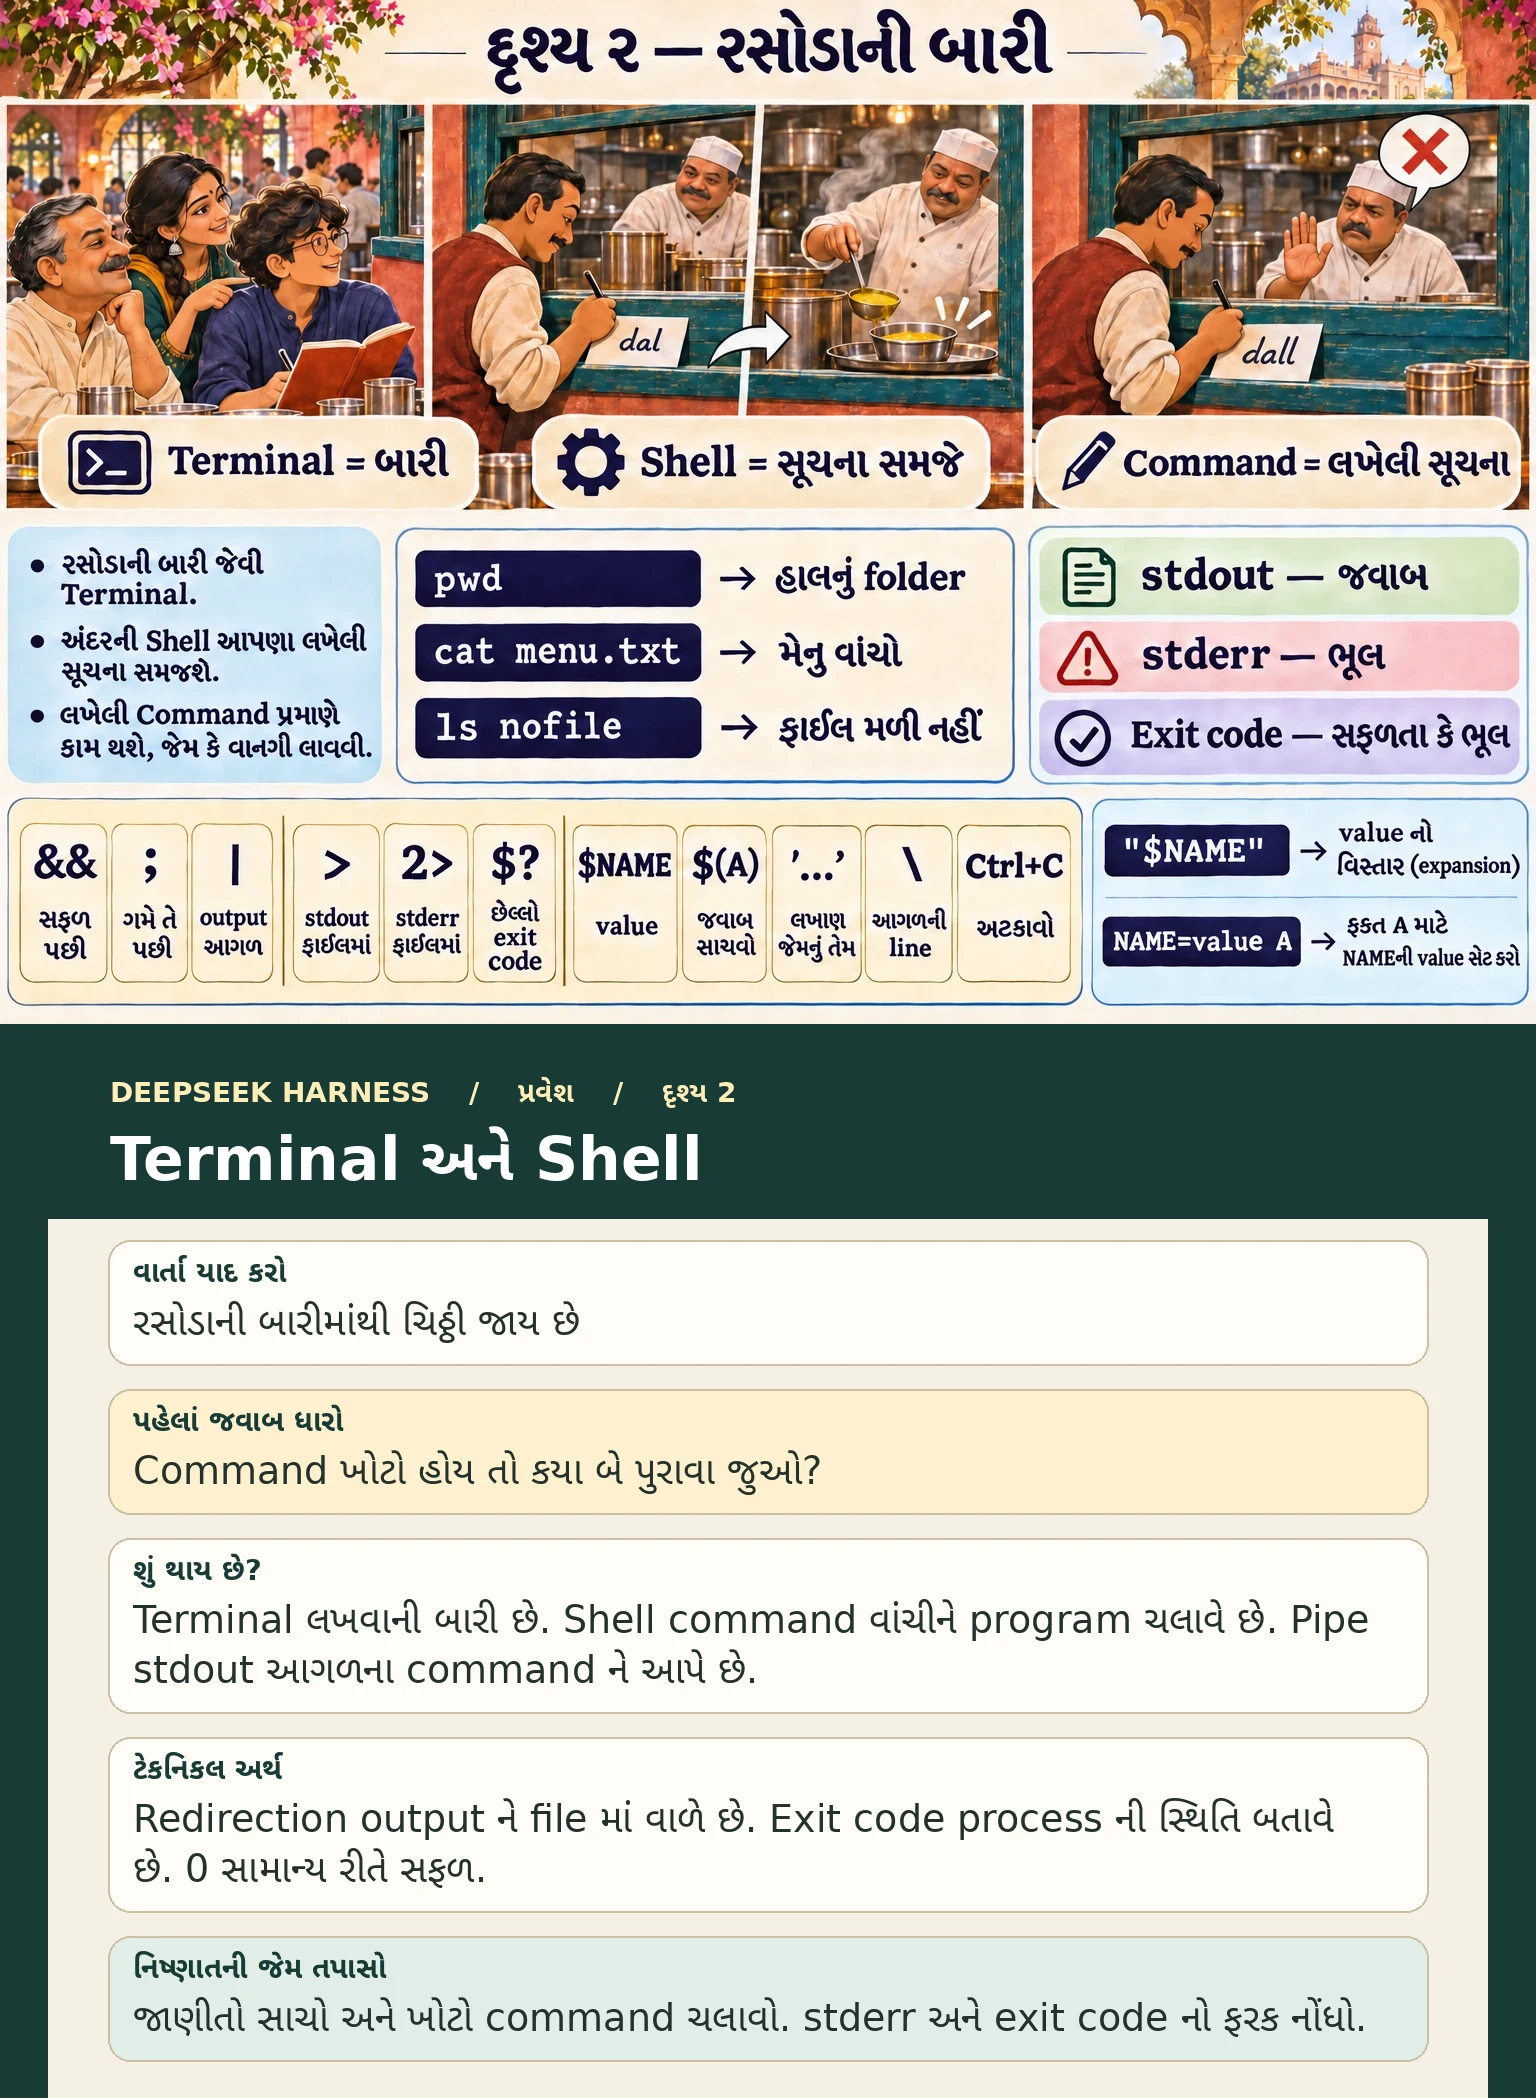 દૃશ્ય ૨ — રસોડાની બારી
dal
dall
Terminal = બારી
Shell = સૂચના સમજે
Command = લખેલી સૂચના
• રસોડાની બારી જેવી
Terminal.
• અંદરની Shell આપણા લખેલી
સૂચના સમજશે.
• લખેલી Command પ્રમાણે
કામ થશે, જેમ કે વાનગી લાવવી.
pwd → હાલનું folder
cat menu.txt → મેનુ વાંચો
ls nofile → ફાઈલ મળી નહીં
stdout — જવાબ
stderr — ભૂલ
Exit code — સફળતા કે ભૂલ
&&
સફળ
પછી
;
ગમે તે
પછી
|
output
આગળ
>
stdout
ફાઈલમાં
2>
stderr
ફાઈલમાં
$?
છેલ્લો
exit
code
$NAME
value
$(A)
જવાબ
સાચવો
'...'
લખાણ
જેમનું તેમ
\
આગળની
line
Ctrl+C
અટકાવો
"$NAME" → value નો
વિસ્તાર (expansion)
NAME=value A → ફકત A માટે
NAMEની value સેટ કરો
DEEPSEEK HARNESS / પ્રવેશ / દૃશ્ય 2
Terminal અને Shell
વાર્તા યાદ કરો
રસોડાની બારીમાંથી ચિઠ્ઠી જાય છે
પહેલાં જવાબ ધારો
Command ખોટો હોય તો કયા બે પુરાવા જુઓ?
શું થાય છે?
Terminal લખવાની બારી છે. Shell command વાંચીને program ચલાવે છે. Pipe
stdout આગળના command ને આપે છે.
ટેકનિકલ અર્થ
Redirection output ને file માં વાળે છે. Exit code process ની સ્થિતિ બતાવે
છે. 0 સામાન્ય રીતે સફળ.
નિષ્ણાતની જેમ તપાસો
જાણીતો સાચો અને ખોટો command ચલાવો. stderr અને exit code નો ફરક નોંધો.